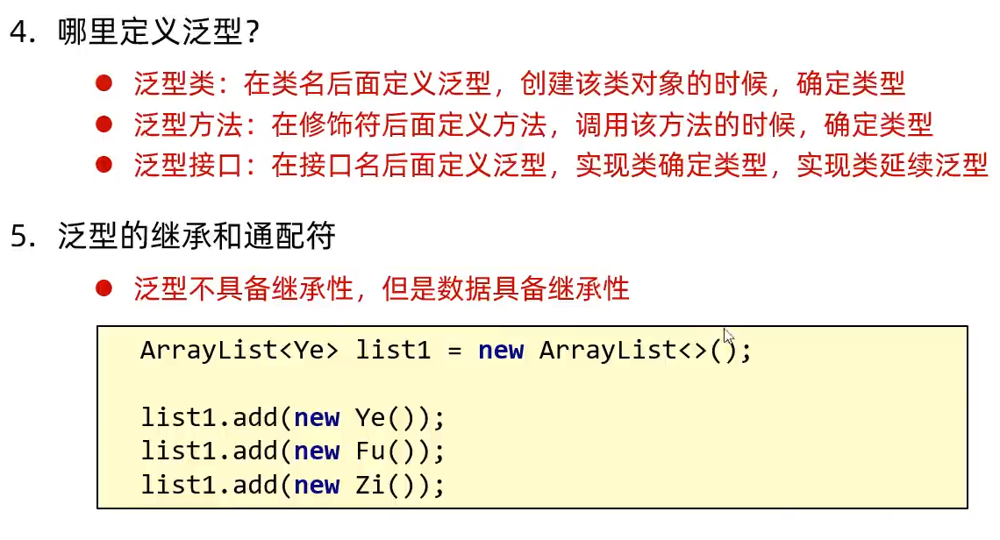 4. 哪里定义泛型？
泛型类：在类名后面定义泛型，创建该类对象的时候，确定类型
泛型方法：在修饰符后面定义方法，调用该方法的时候，确定类型
泛型接口：在接口名后面定义泛型，实现类确定类型，实现类延续泛型
5. 泛型的继承和通配符
泛型不具备继承性，但是数据具备继承性
ArrayList<Ye> list1 = new ArrayList<>();
list1.add(new Ye());
list1.add(new Fu());
list1.add(new Zi());